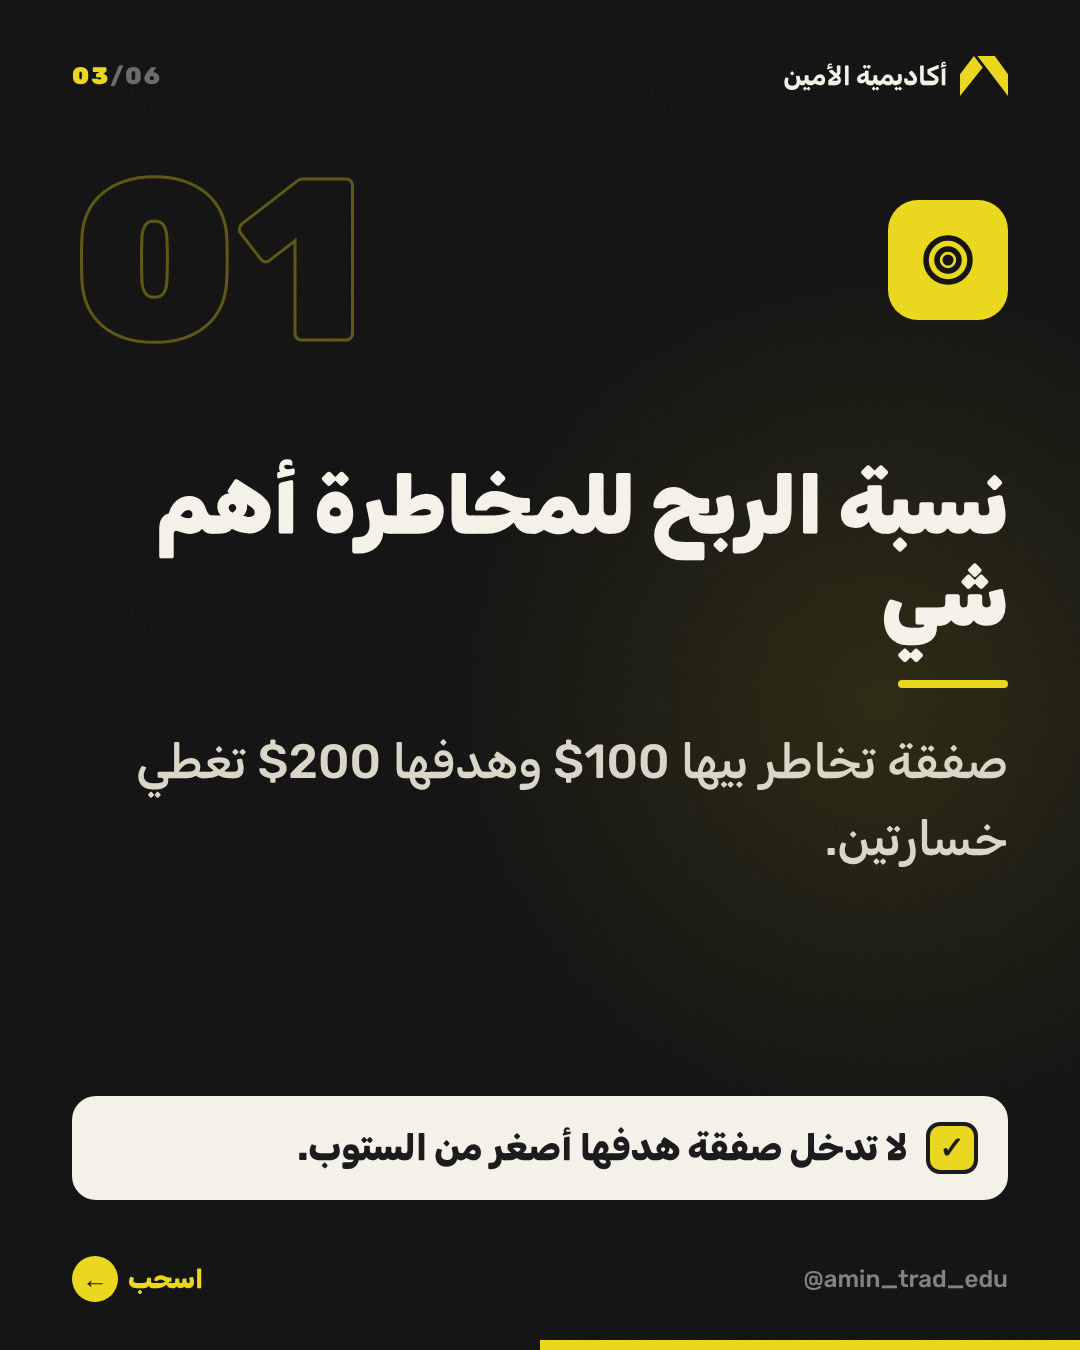 أكاديمية الأمين
03/06
01
نسبة الربح للمخاطرة أهم
شي
صفقة تخاطر بيها 100$ وهدفها 200$ تغطي
خسارتين.
✓ لا تدخل صفقة هدفها أصغر من الستوب.
@amin_trad_edu
اسحب ←